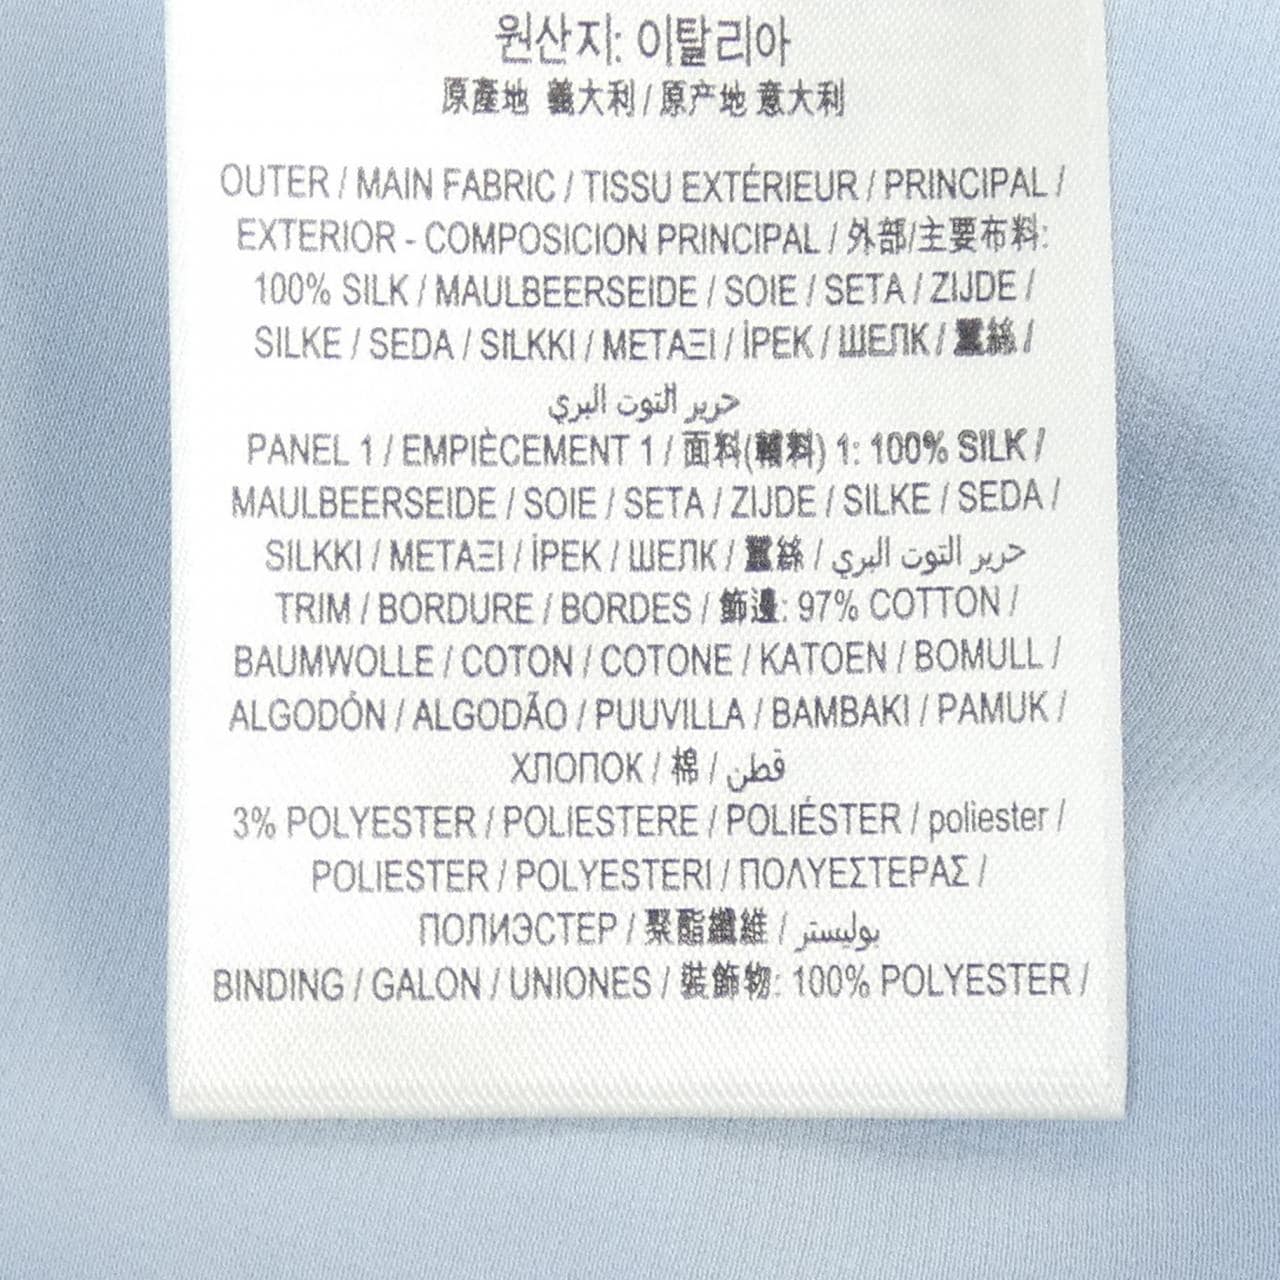 원산지: 이탈리아
原產地 義大利 / 原产地 意大利
OUTER / MAIN FABRIC / TISSU EXTÉRIEUR / PRINCIPAL /
EXTERIOR - COMPOSICION PRINCIPAL / 外部/主要布料:
100% SILK / MAULBEERSEIDE / SOIE / SETA / ZIJDE /
SILKE / SEDA / SILKKI / ΜΕΤΑΞΙ / İPEK / ШЕЛК / 蠶絲 /
حرير التوت البري
PANEL 1 / EMPIÈCEMENT 1 / 面料(輔料) 1: 100% SILK /
MAULBEERSEIDE / SOIE / SETA / ZIJDE / SILKE / SEDA /
SILKKI / ΜΕΤΑΞΙ / İPEK / ШЕЛК / 蠶絲 / حرير التوت البري
TRIM / BORDURE / BORDES / 飾邊: 97% COTTON /
BAUMWOLLE / COTON / COTONE / KATOEN / BOMULL /
ALGODÓN / ALGODÃO / PUUVILLA / BAMBAKI / PAMUK /
ХЛОПОК / 棉 / قطن
3% POLYESTER / POLIESTERE / POLIÉSTER / poliester /
POLIESTER / POLYESTERI / ΠΟΛΥΕΣΤΕΡΑΣ /
ПОЛИЭСТЕР / 聚酯纖維 / بوليستر
BINDING / GALON / UNIONES / 裝飾物: 100% POLYESTER /